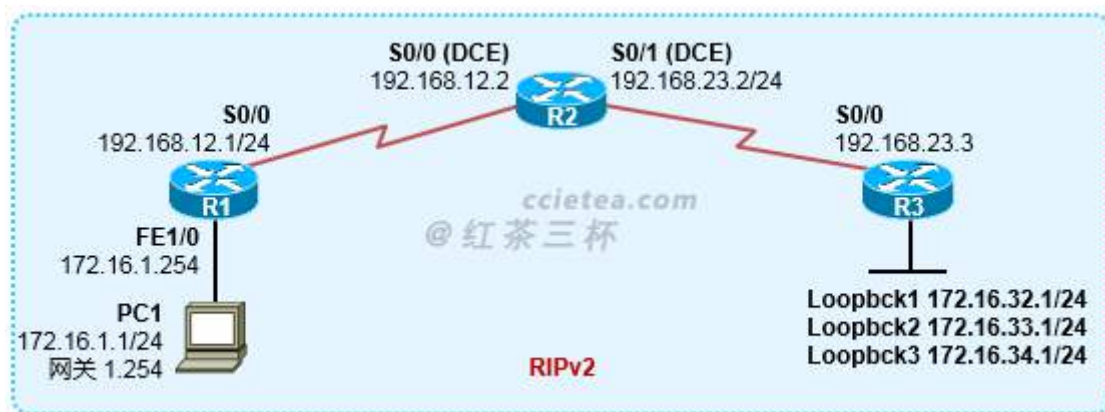 S0/0 (DCE)
192.168.12.2
S0/1 (DCE)
192.168.23.2/24
R2
S0/0
192.168.12.1/24
R1
S0/0
192.168.23.3
R3
ccietea.com
@红茶三杯
FE1/0
172.16.1.254
PC1
172.16.1.1/24
网关 1.254
Loopbck1 172.16.32.1/24
Loopbck2 172.16.33.1/24
Loopbck3 172.16.34.1/24
RIPv2